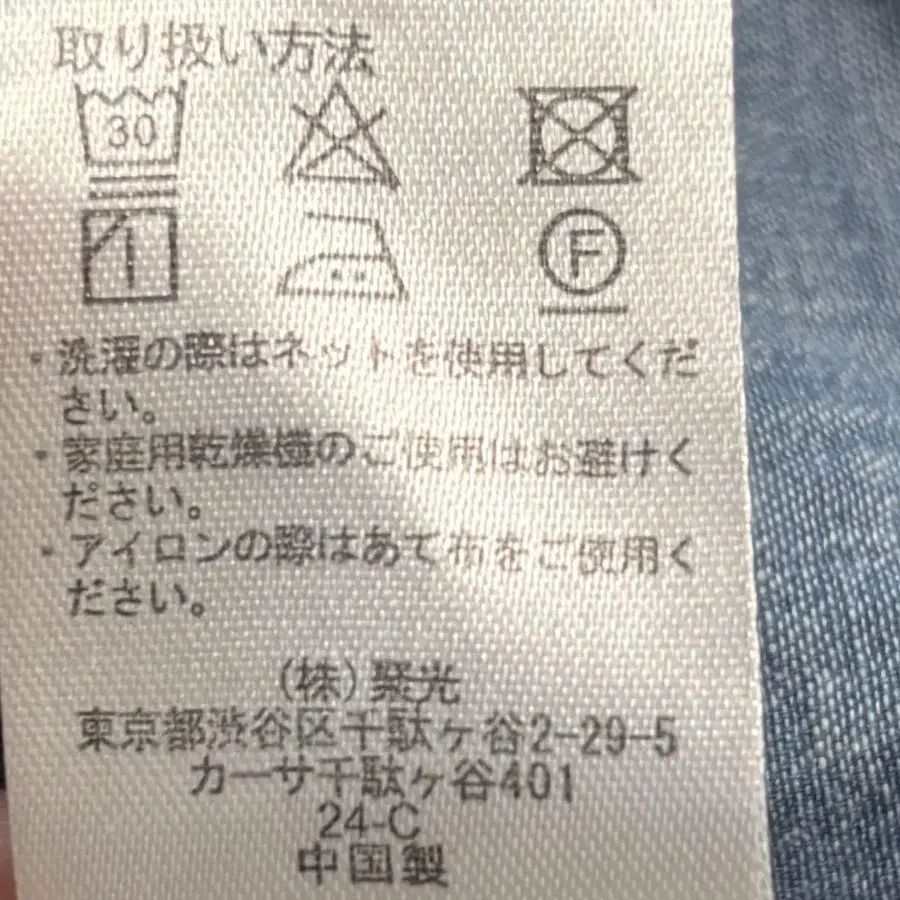 取り扱い方法
30
F
・洗濯の際はネットを使用してくだ
さい。
・家庭用乾燥機のご使用はお避けく
ださい。
・アイロンの際はあて布をご使用く
ださい。
(株)聚光
東京都渋谷区千駄ヶ谷2-29-5
カーサ千駄ヶ谷401
24-C
中国製